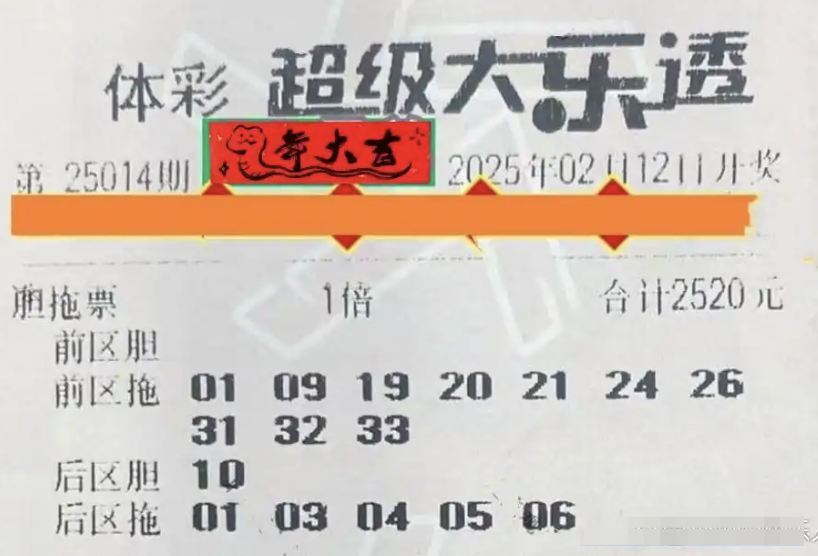 体彩 超级大乐透
第 25014期 年大吉 2025年02月12日开奖
胆拖票 1倍 合计2520元
前区胆
前区拖 01 09 19 20 21 24 26
31 32 33
后区胆 10
后区拖 01 03 04 05 06